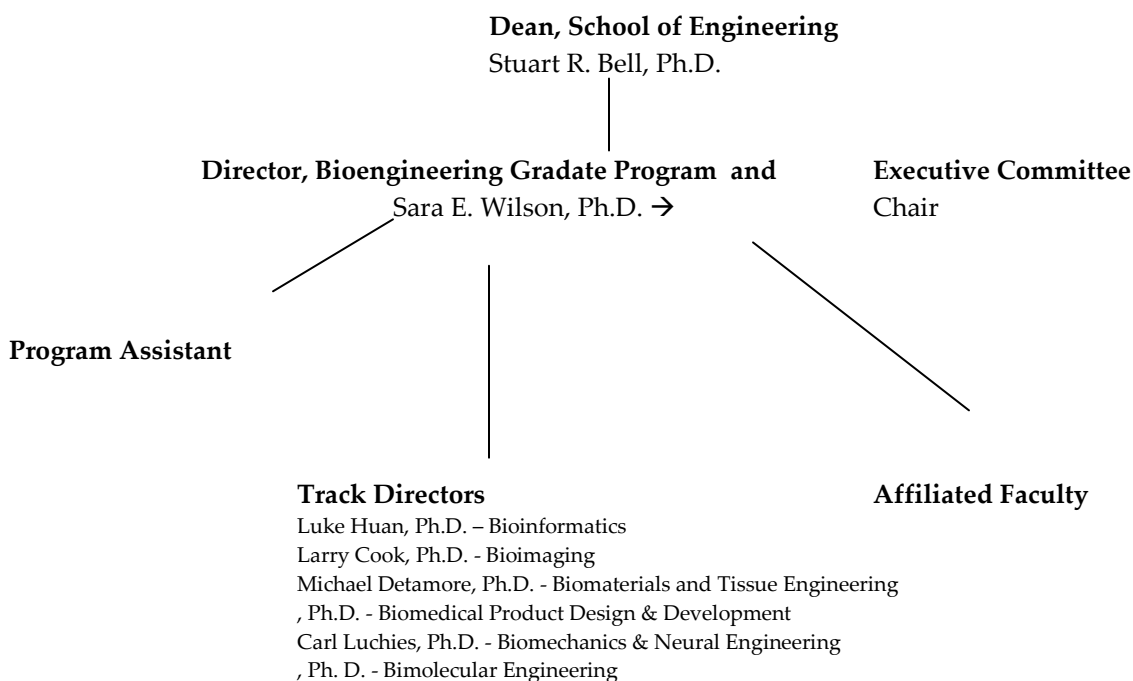 Dean, School of Engineering
Stuart R. Bell, Ph.D.
Director, Bioengineering Gradate Program and
Executive Committee
Sara E. Wilson, Ph.D. →
Chair
Program Assistant
Track Directors
Luke Huan, Ph.D. – Bioinformatics
Larry Cook, Ph.D. - Bioimaging
Michael Detamore, Ph.D. - Biomaterials and Tissue Engineering
, Ph.D. - Biomedical Product Design & Development
Carl Luchies, Ph.D. - Biomechanics & Neural Engineering
, Ph. D. - Bimolecular Engineering
Affiliated Faculty